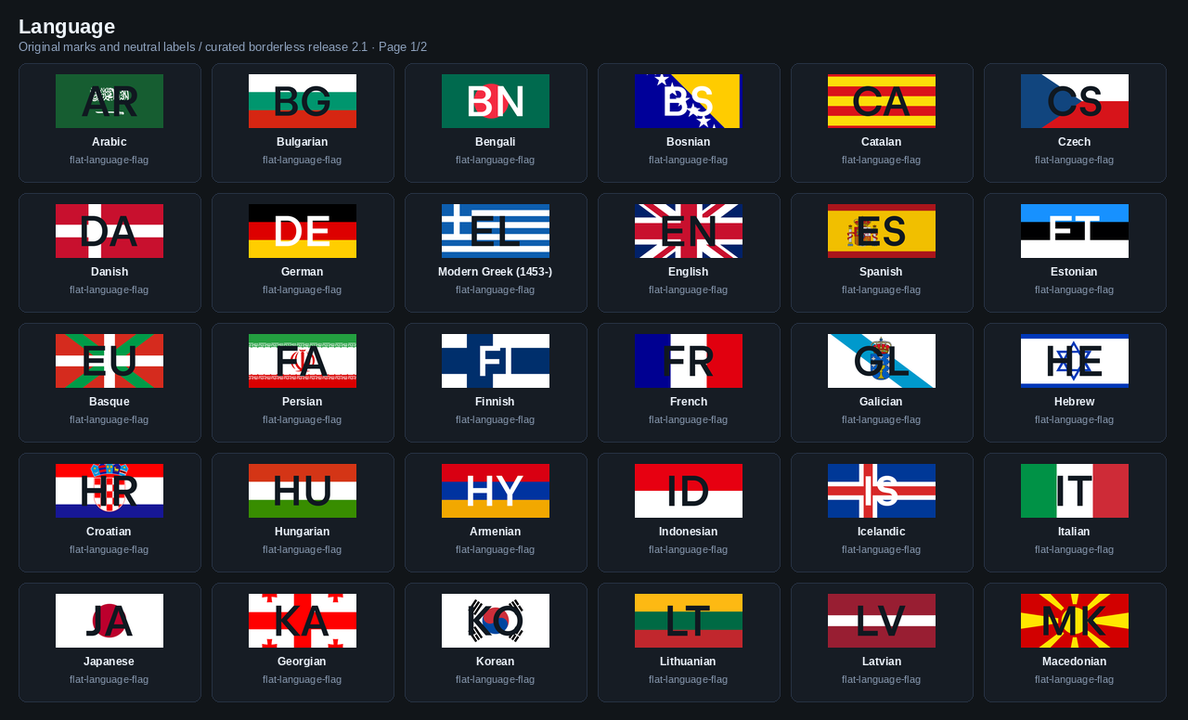 Language
Original marks and neutral labels / curated borderless release 2.1 · Page 1/2
AR BG BN BS CA CS
Arabic Bulgarian Bengali Bosnian Catalan Czech
flat-language-flag flat-language-flag flat-language-flag flat-language-flag flat-language-flag flat-language-flag
DA DE EL EN ES ET
Danish German Modern Greek (1453-) English Spanish Estonian
flat-language-flag flat-language-flag flat-language-flag flat-language-flag flat-language-flag flat-language-flag
EU FA FI FR GL HE
Basque Persian Finnish French Galician Hebrew
flat-language-flag flat-language-flag flat-language-flag flat-language-flag flat-language-flag flat-language-flag
HR HU HY ID IS IT
Croatian Hungarian Armenian Indonesian Icelandic Italian
flat-language-flag flat-language-flag flat-language-flag flat-language-flag flat-language-flag flat-language-flag
JA KA KO LT LV MK
Japanese Georgian Korean Lithuanian Latvian Macedonian
flat-language-flag flat-language-flag flat-language-flag flat-language-flag flat-language-flag flat-language-flag